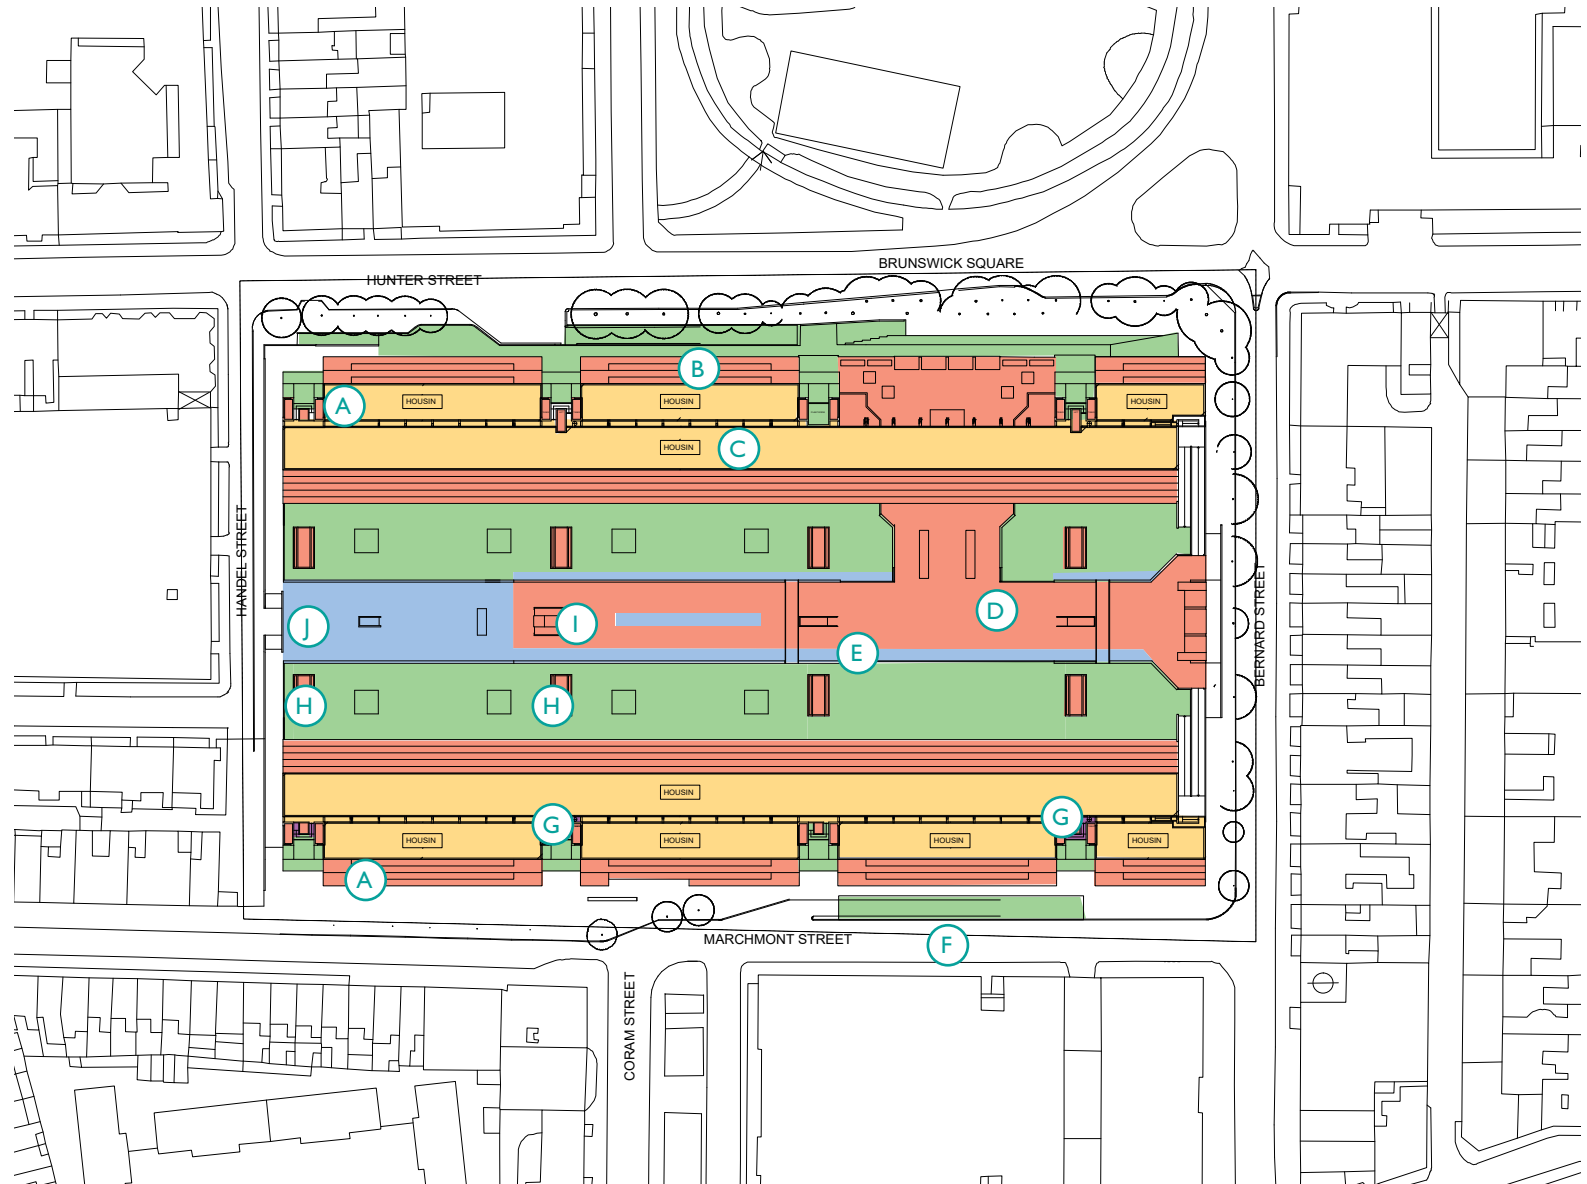 BRUNSWICK SQUARE
HUNTER STREET
B
A
HOUSIN
HOUSIN
HOUSIN
HOUSIN
C
HANDEL STREET
BERNARD STREET
J
I
D
E
H
H
HOUSIN
G
G
HOUSIN
HOUSIN
HOUSIN
HOUSIN
A
MARCHMONT STREET
F
CORAM STREET